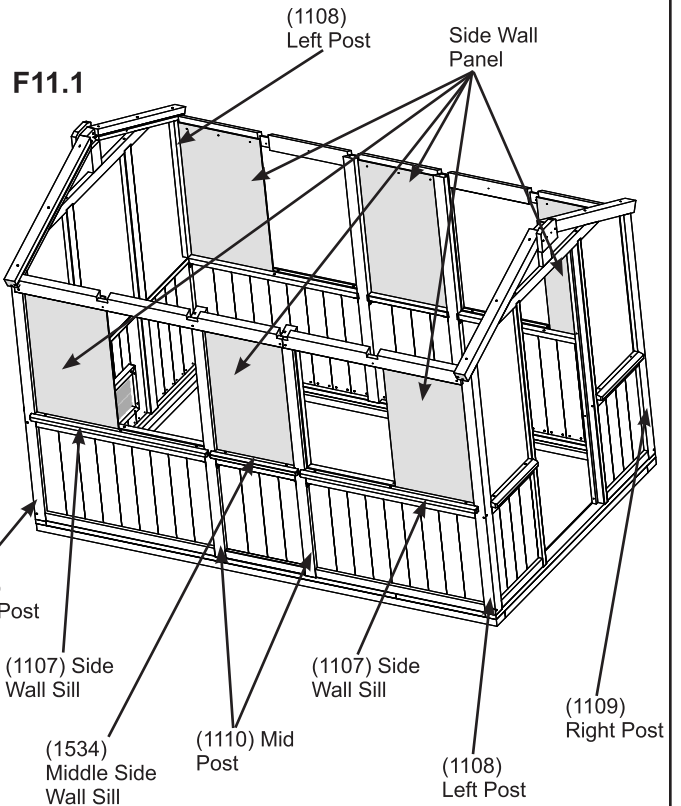 (1108)
Left Post
Side Wall
Panel
F11.1
Post
(1107) Side
Wall Sill
(1534)
Middle Side
Wall Sill
(1110) Mid
Post
(1107) Side
Wall Sill
(1108)
Left Post
(1109)
Right Post